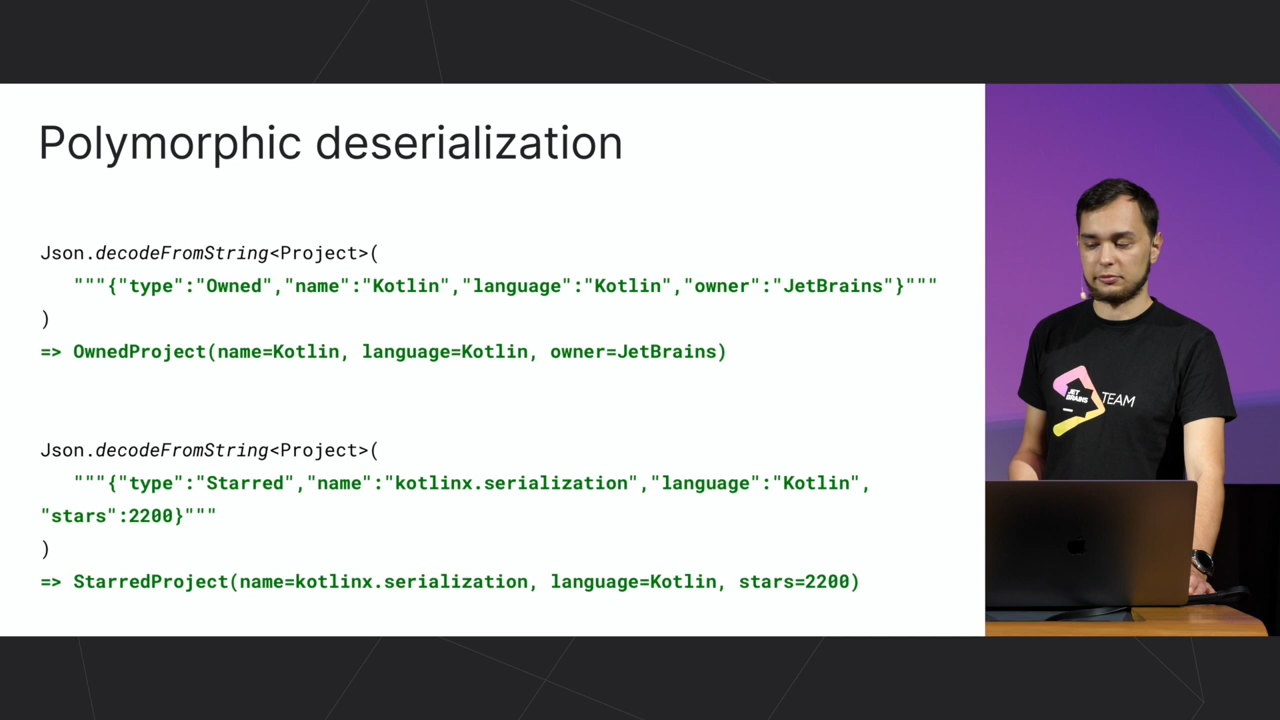 Polymorphic deserialization
Json.decodeFromString<Project>(
"""{"type":"Owned","name":"Kotlin","language":"Kotlin","owner":"JetBrains"}"""
)
=> OwnedProject(name=Kotlin, language=Kotlin, owner=JetBrains)
Json.decodeFromString<Project>(
"""{"type":"Starred","name":"kotlinx.serialization","language":"Kotlin",
"stars":2200}"""
)
=> StarredProject(name=kotlinx.serialization, language=Kotlin, stars=2200)
JET
BRAINS
TEAM